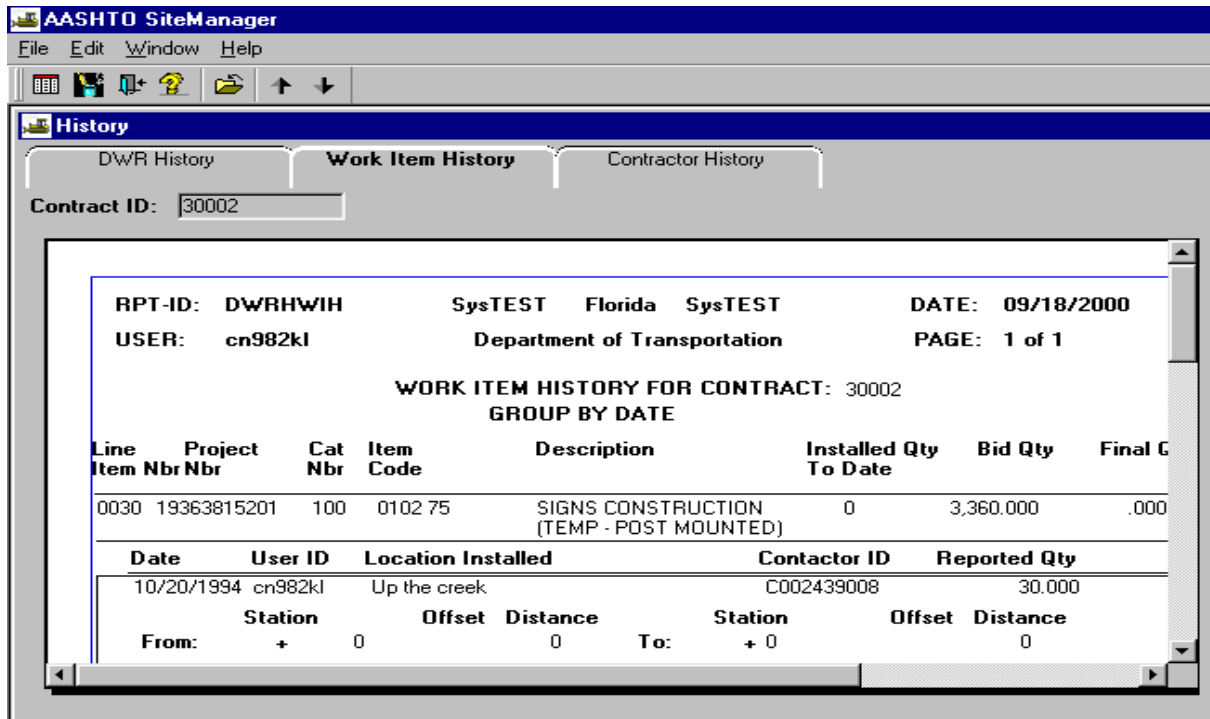 AASHTO SiteManager
File Edit Window Help
History
DWR History Work Item History Contractor History
Contract ID: 30002
RPT-ID: DWRHWIH SysTEST Florida SysTEST DATE: 09/18/2000
USER: cn982kl Department of Transportation PAGE: 1 of 1
WORK ITEM HISTORY FOR CONTRACT: 30002
GROUP BY DATE
Line Project Cat Item Description Installed Qty Bid Qty Final Q
Item Nbr Nbr Nbr Code To Date
0030 19363815201 100 0102 75 SIGNS CONSTRUCTION 0 3,360.000 .000
(TEMP - POST MOUNTED)
Date User ID Location Installed Contactor ID Reported Qty
10/20/1994 cn982kl Up the creek C002439008 30.000
Station Offset Distance Station Offset Distance
From: + 0 0 To: + 0 0